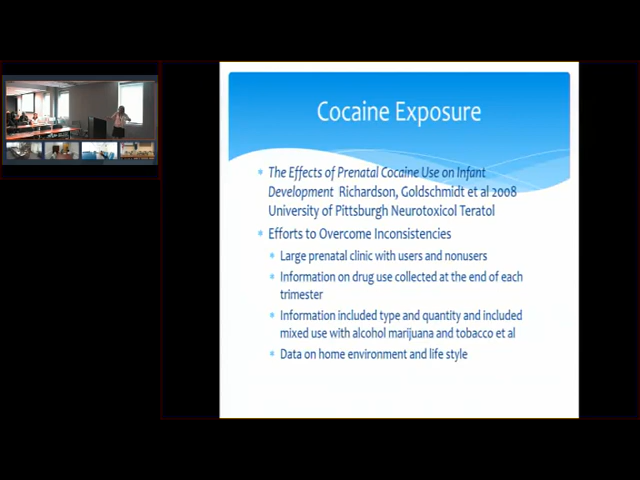 Cocaine Exposure
The Effects of Prenatal Cocaine Use on Infant
Development Richardson, Goldschmidt et al 2008
University of Pittsburgh Neurotoxicol Teratol
Efforts to Overcome Inconsistencies
Large prenatal clinic with users and nonusers
Information on drug use collected at the end of each
trimester
Information included type and quantity and included
mixed use with alcohol marijuana and tobacco et al
Data on home environment and life style